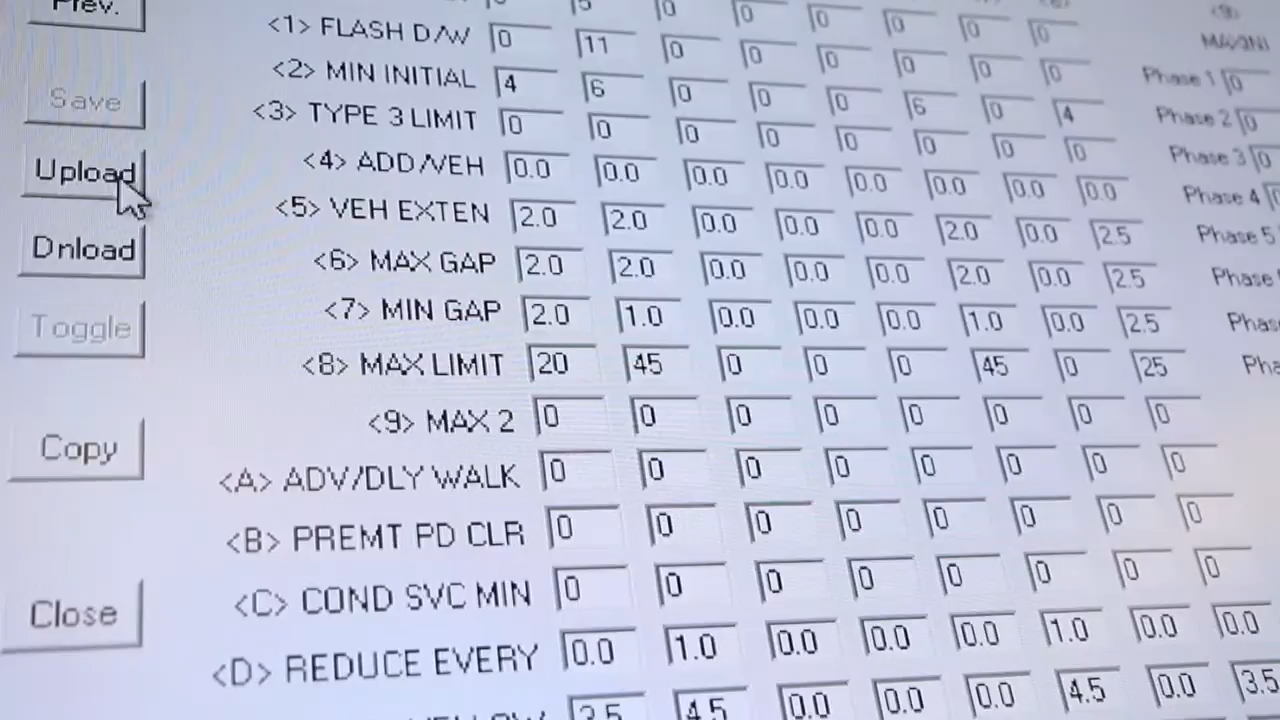 Prev.
<1> FLASH D/W 0 11 0 0 0 0 0 0
<2> MIN INITIAL 4 6 0 0 0 6 0 4 Phase 1 0
Save
<3> TYPE 3 LIMIT 0 0 0 0 0 0 0 0 Phase 2 0
<4> ADD/VEH 0.0 0.0 0.0 0.0 0.0 0.0 0.0 0.0 Phase 3 0
Upload
<5> VEH EXTEN 2.0 2.0 0.0 0.0 0.0 2.0 0.0 2.5 Phase 4
Dnload
<6> MAX GAP 2.0 2.0 0.0 0.0 0.0 2.0 0.0 2.5 Phase 5
<7> MIN GAP 2.0 1.0 0.0 0.0 0.0 1.0 0.0 2.5 Phase
Toggle
<8> MAX LIMIT 20 45 0 0 0 45 0 25
<9> MAX 2 0 0 0 0 0 0 0 0
Copy
<A> ADV/DLY WALK 0 0 0 0 0 0 0 0
<B> PREMT PD CLR 0 0 0 0 0 0 0 0
<C> COND SVC MIN 0 0 0 0 0 0 0 0
Close
<D> REDUCE EVERY 0.0 1.0 0.0 0.0 0.0 1.0 0.0 0.0
3.5 4.5 0.0 0.0 0.0 4.5 0.0 3.5